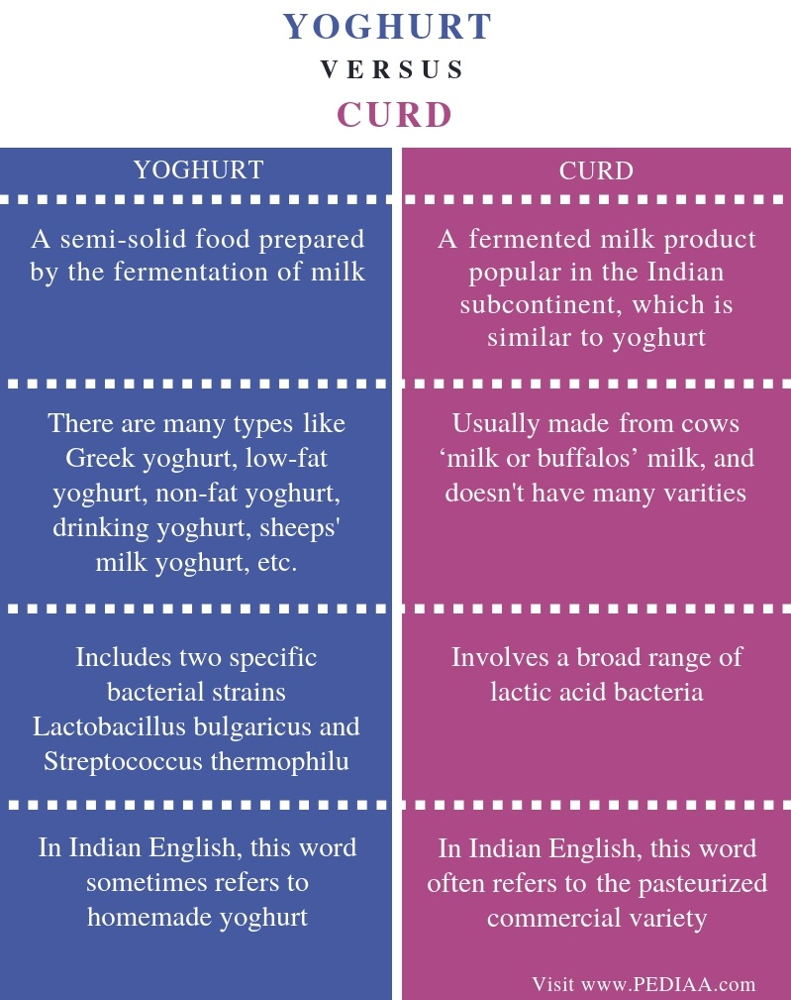 YOGHURT
VERSUS
CURD
YOGHURT
A semi-solid food prepared
by the fermentation of milk
There are many types like
Greek yoghurt, low-fat
yoghurt, non-fat yoghurt,
drinking yoghurt, sheeps'
milk yoghurt, etc.
Includes two specific
bacterial strains
Lactobacillus bulgaricus and
Streptococcus thermophilu
In Indian English, this word
sometimes refers to
homemade yoghurt
CURD
A fermented milk product
popular in the Indian
subcontinent, which is
similar to yoghurt
Usually made from cows
‘milk or buffalos’ milk, and
doesn't have many varities
Involves a broad range of
lactic acid bacteria
In Indian English, this word
often refers to the pasteurized
commercial variety
Visit www.PEDIAA.com